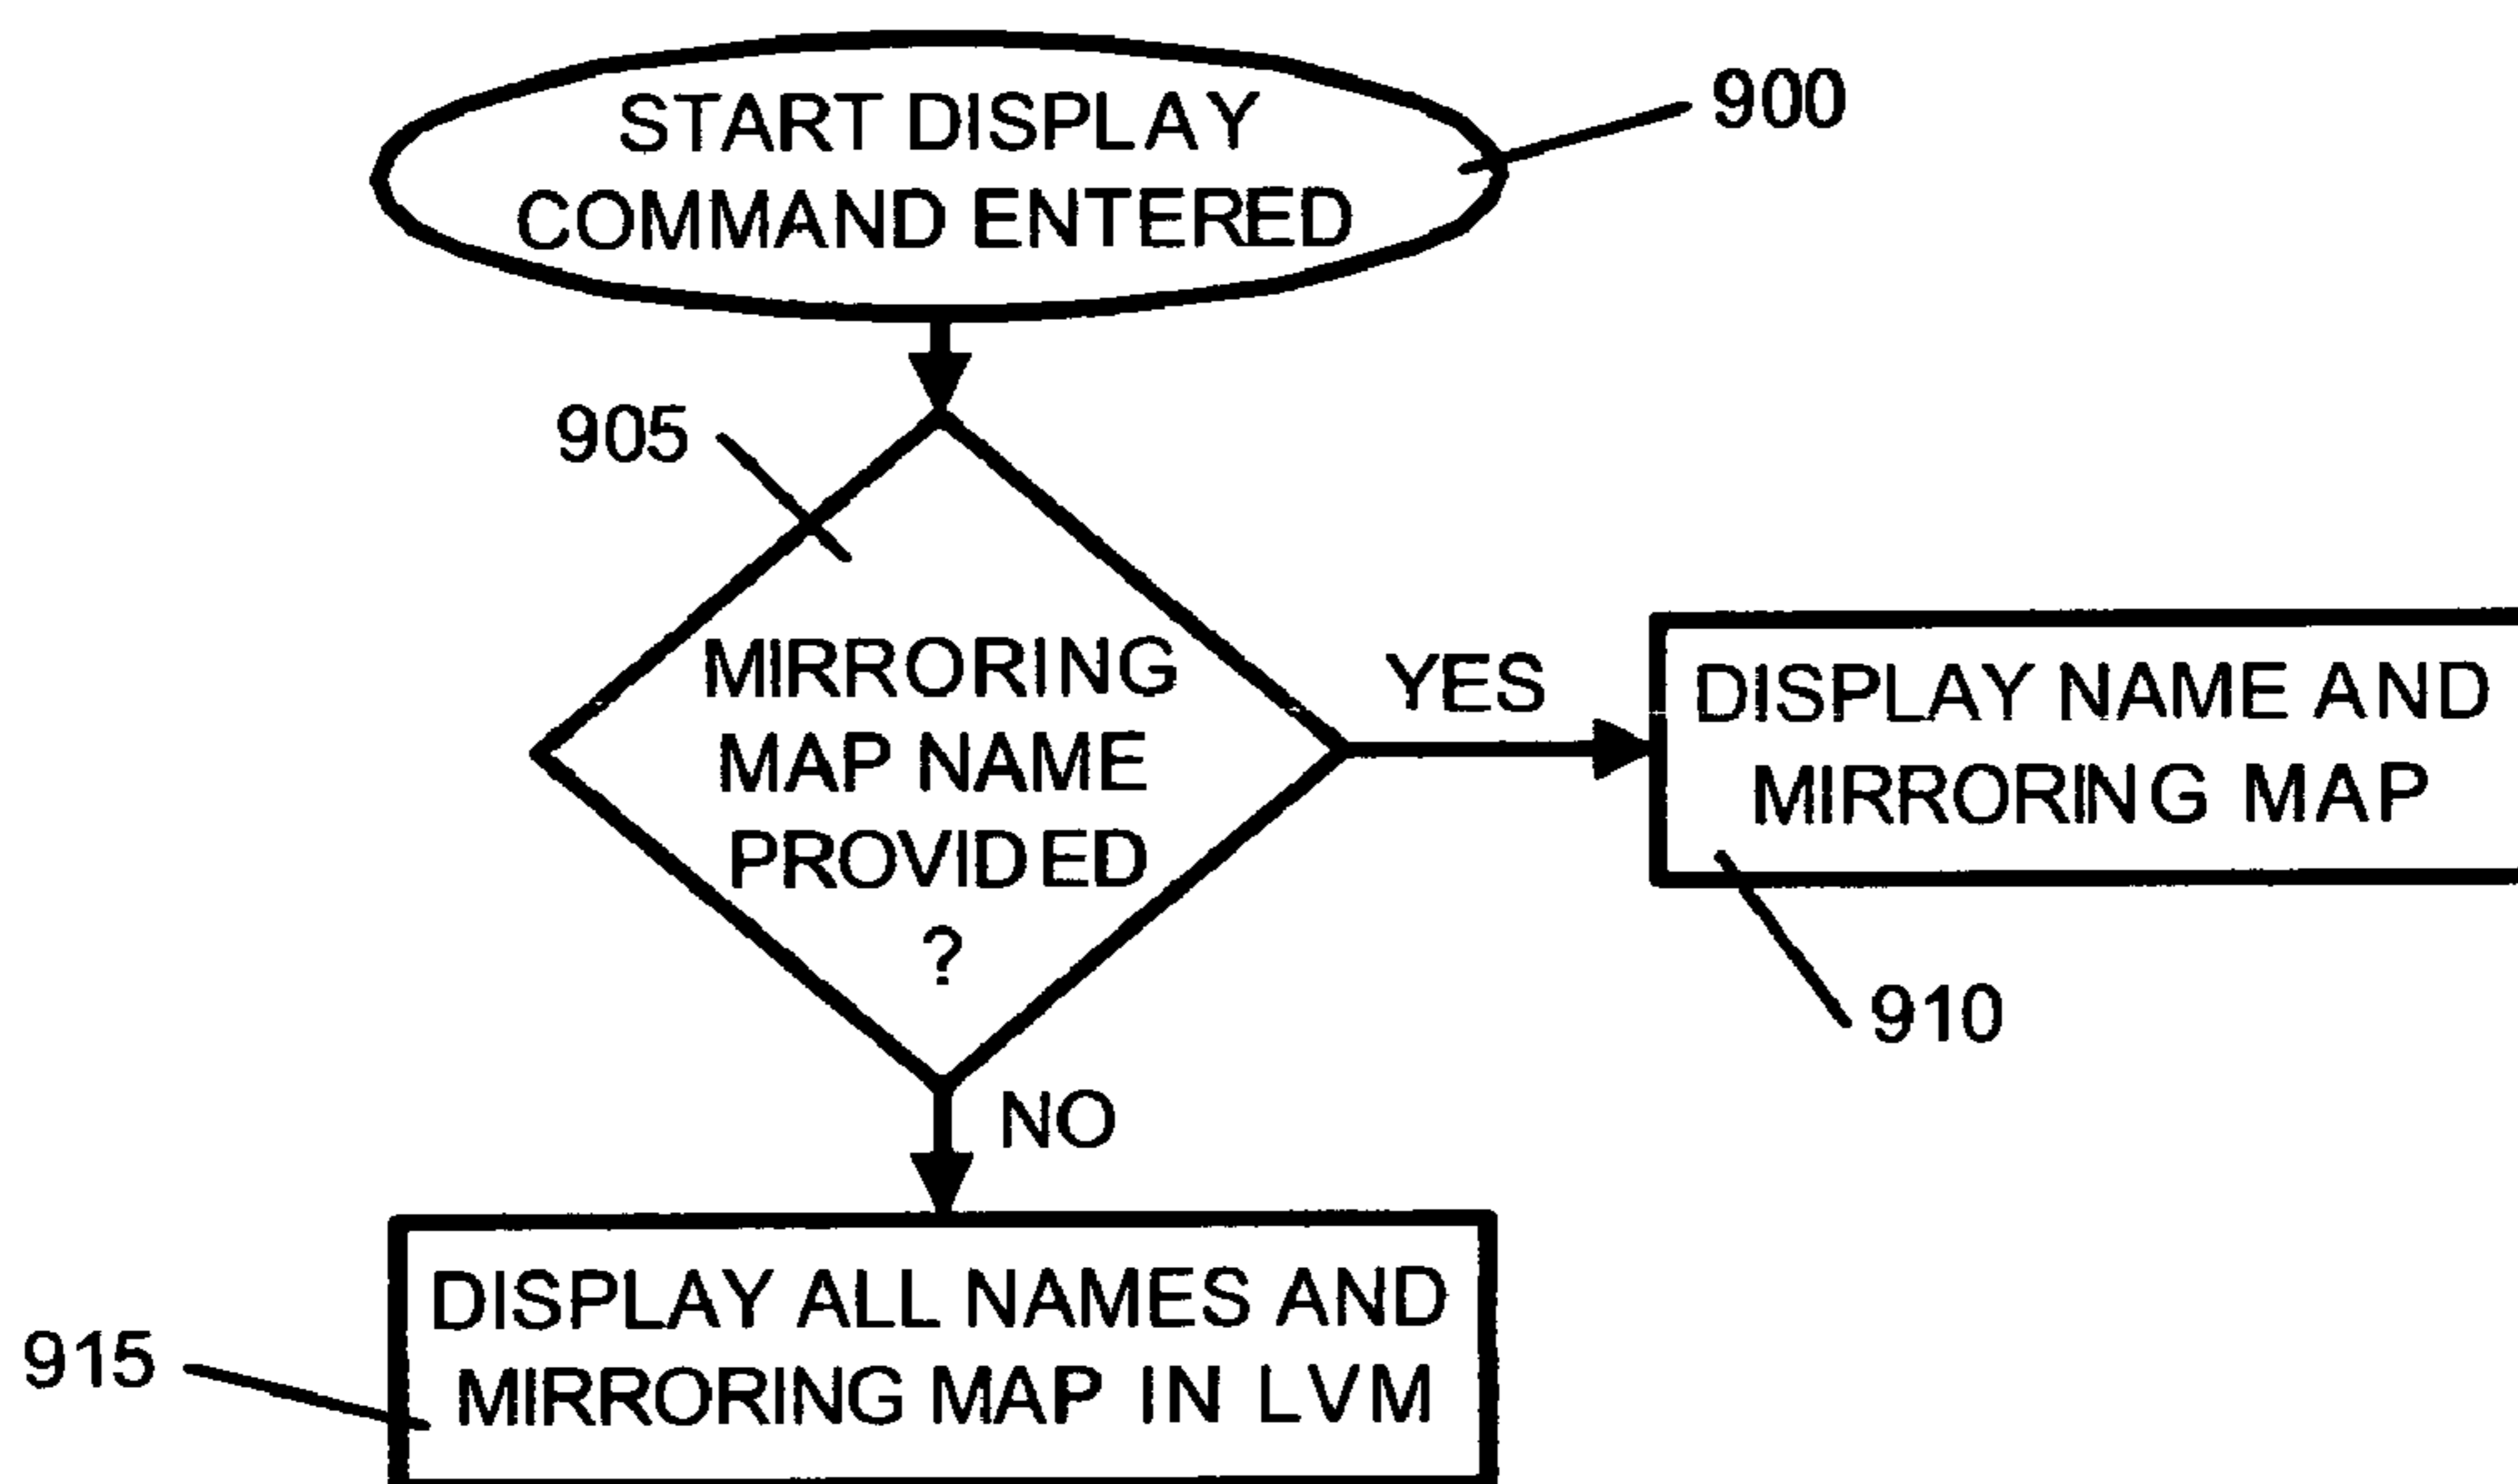 START DISPLAY
COMMAND ENTERED
900
905
MIRRORING
MAP NAME
PROVIDED
?
YES
DISPLAY NAME AND
MIRRORING MAP
910
NO
DISPLAY ALL NAMES AND
MIRRORING MAP IN LVM
915